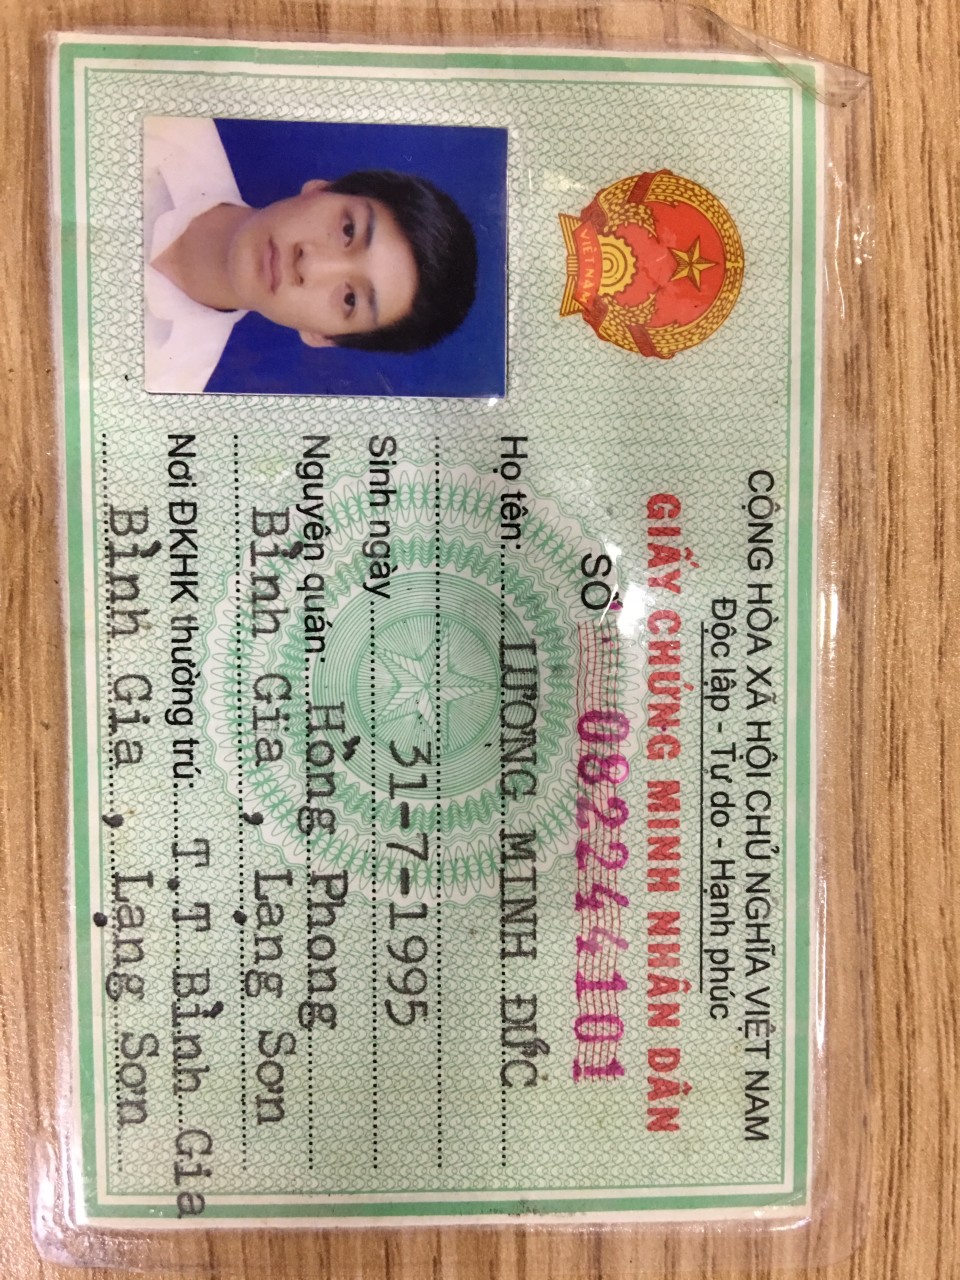 CỘNG HÒA XÃ HỘI CHỦ NGHĨA VIỆT NAM
Độc lập - Tự do - Hạnh phúc
GIẤY CHỨNG MINH NHÂN DÂN
SỐ 082244101
Họ tên: LƯƠNG MINH ĐỨC
Sinh ngày 31-7-1995
Nguyên quán: Hồng Phong
Bình Gia, Lạng Sơn
Nơi ĐKHK thường trú: T.T Bình Gia
Bình Gia, Lạng Sơn
VIỆT NAM